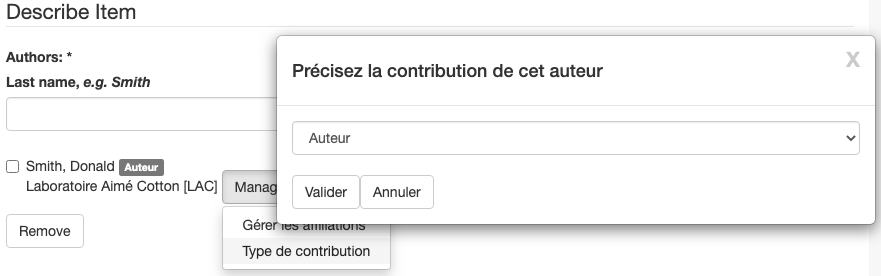 Describe Item
Authors: *
Last name, e.g. Smith
Smith, Donald Auteur
Laboratoire Aimé Cotton [LAC] Manag
Gérer les affiliations
Type de contribution
Remove
Précisez la contribution de cet auteur
X
Auteur
Valider Annuler